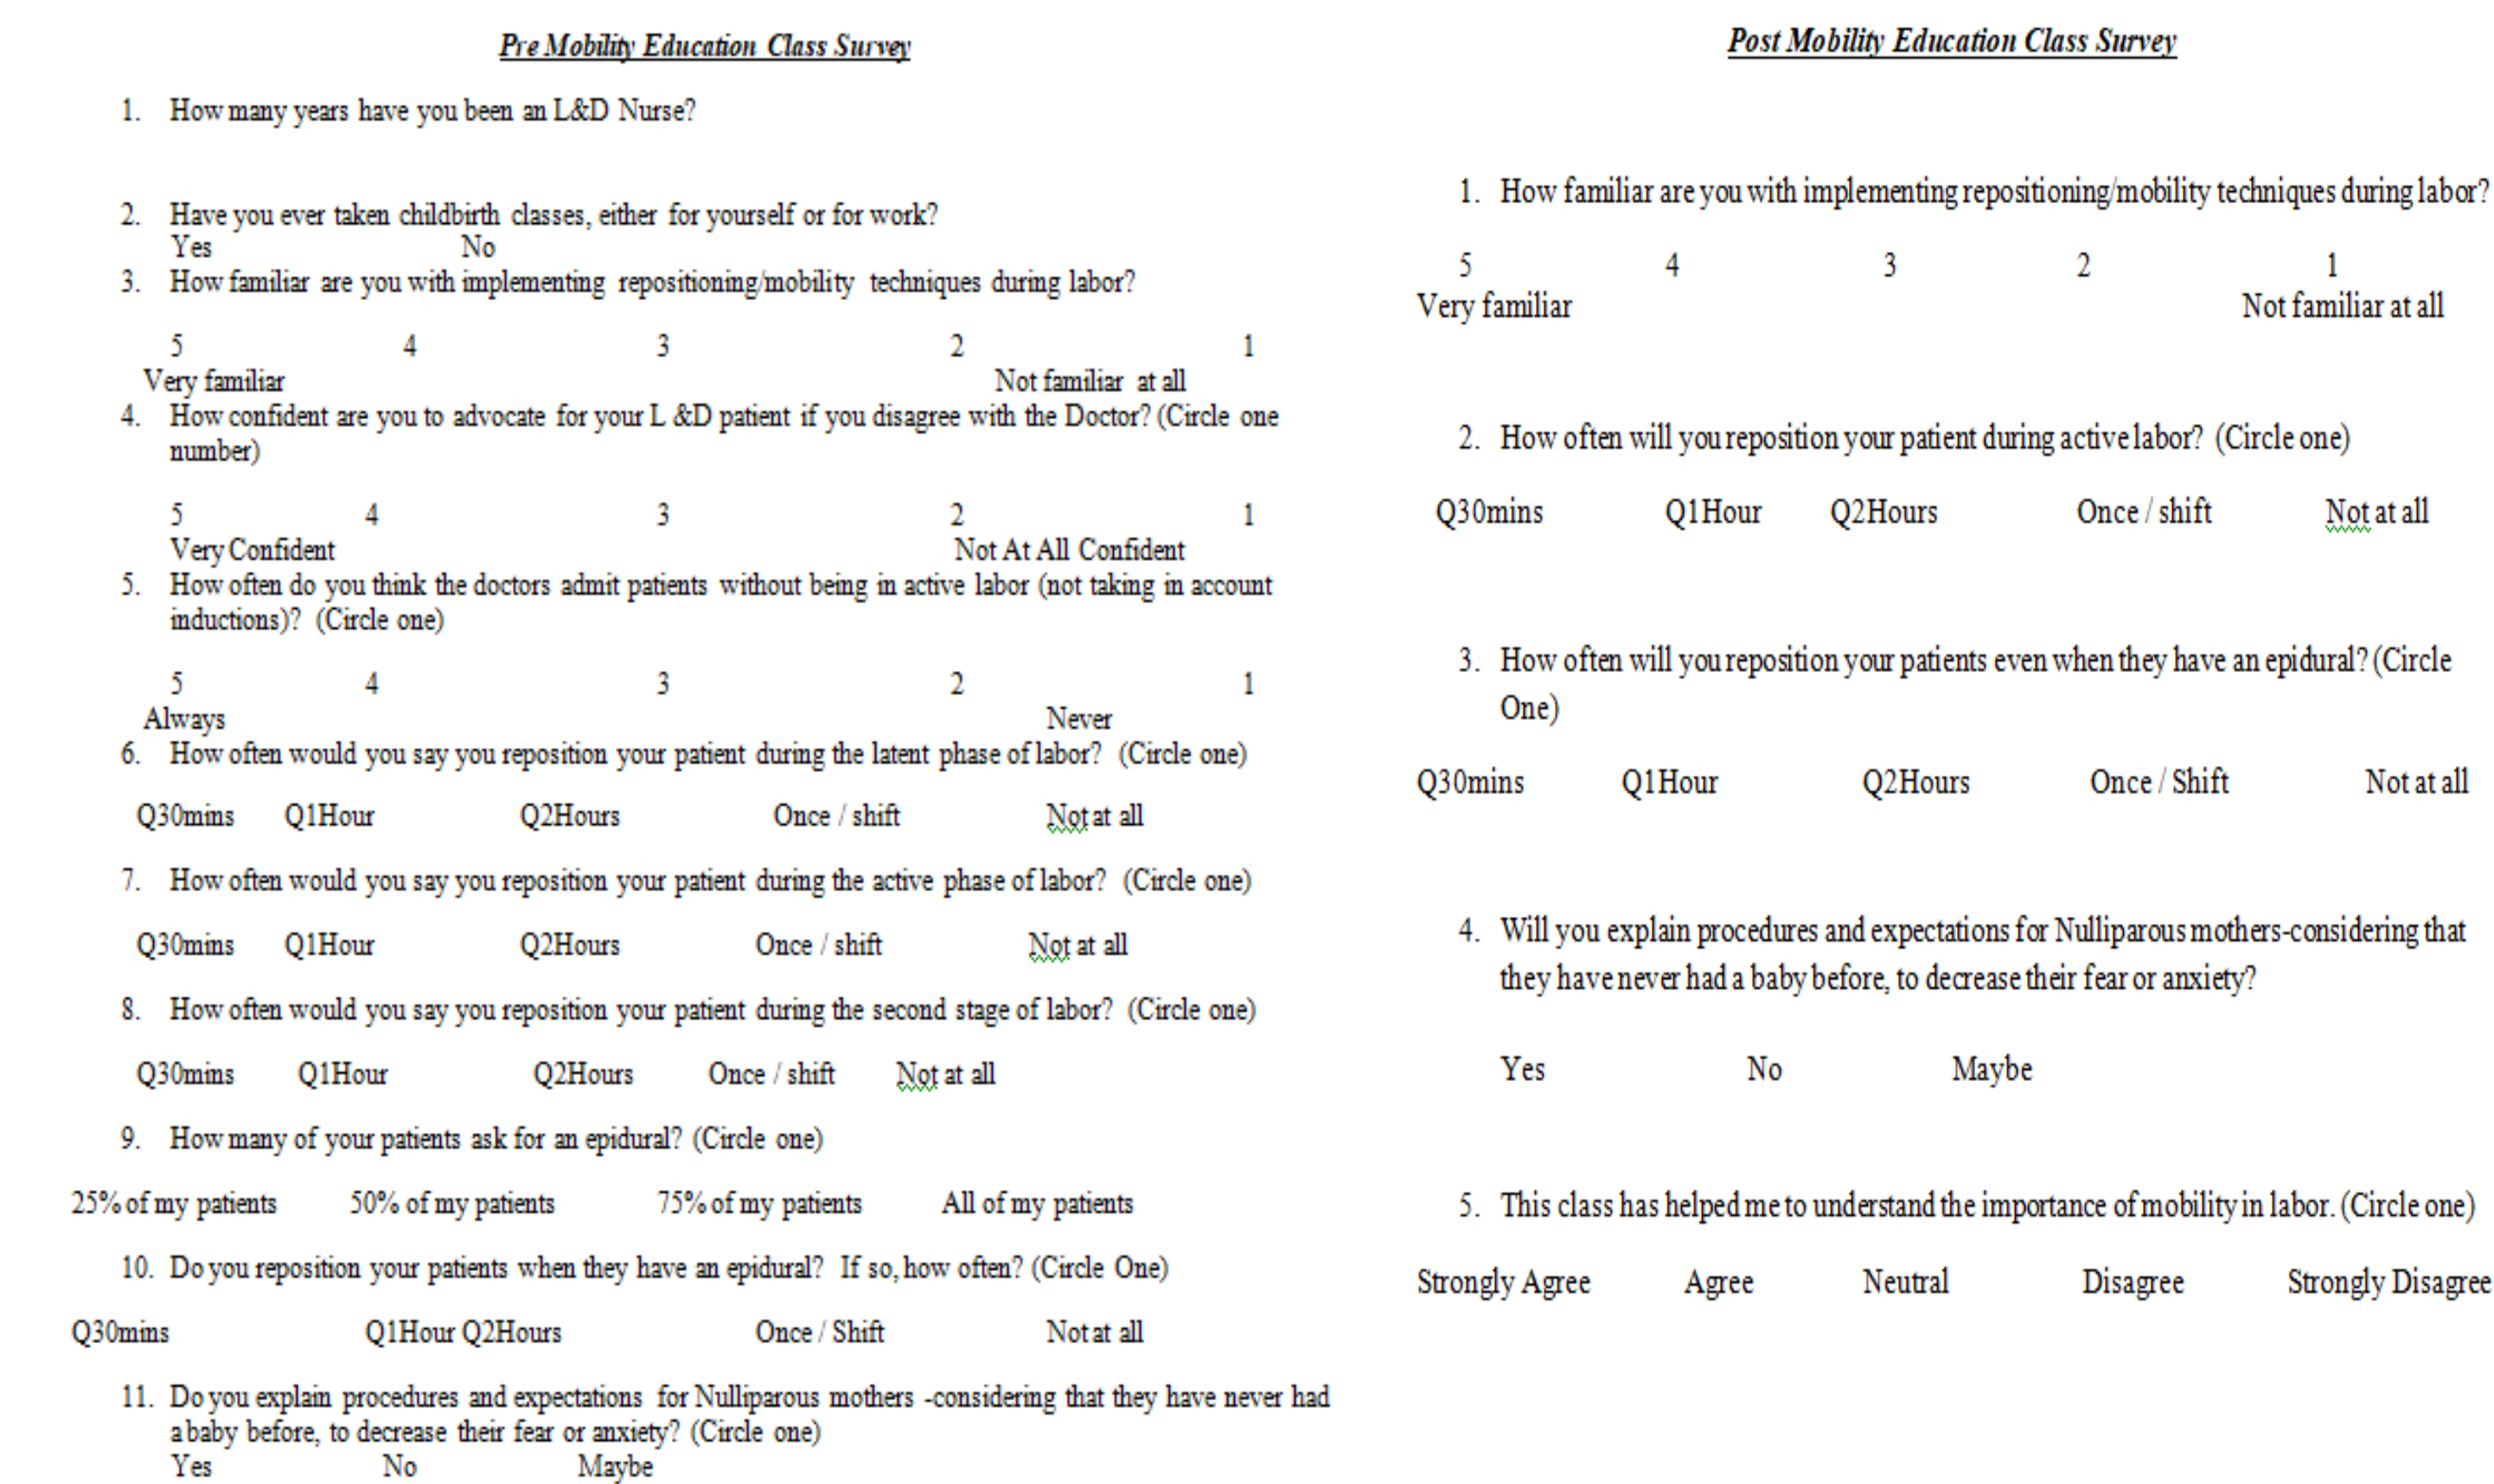 Pre Mobility Education Class Survey
1. How many years have you been an L&D Nurse?
2. Have you ever taken childbirth classes, either for yourself or for work?
Yes No
3. How familiar are you with implementing repositioning/mobility techniques during labor?
5 4 3 2 1
Very familiar Not familiar at all
4. How confident are you to advocate for your L &D patient if you disagree with the Doctor? (Circle one
number)
5 4 3 2 1
Very Confident Not At All Confident
5. How often do you think the doctors admit patients without being in active labor (not taking in account
inductions)? (Circle one)
5 4 3 2 1
Always Never
6. How often would you say you reposition your patient during the latent phase of labor? (Circle one)
Q30mins Q1Hour Q2Hours Once / shift Not at all
7. How often would you say you reposition your patient during the active phase of labor? (Circle one)
Q30mins Q1Hour Q2Hours Once / shift Not at all
8. How often would you say you reposition your patient during the second stage of labor? (Circle one)
Q30mins Q1Hour Q2Hours Once / shift Not at all
9. How many of your patients ask for an epidural? (Circle one)
25% of my patients 50% of my patients 75% of my patients All of my patients
10. Do you reposition your patients when they have an epidural? If so, how often? (Circle One)
Q30mins Q1Hour Q2Hours Once / Shift Not at all
11. Do you explain procedures and expectations for Nulliparous mothers -considering that they have never had
a baby before, to decrease their fear or anxiety? (Circle one)
Yes No Maybe
Post Mobility Education Class Survey
1. How familiar are you with implementing repositioning/mobility techniques during labor?
5 4 3 2 1
Very familiar Not familiar at all
2. How often will you reposition your patient during active labor? (Circle one)
Q30mins Q1Hour Q2Hours Once / shift Not at all
3. How often will you reposition your patients even when they have an epidural? (Circle
One)
Q30mins Q1Hour Q2Hours Once / Shift Not at all
4. Will you explain procedures and expectations for Nulliparous mothers-considering that
they have never had a baby before, to decrease their fear or anxiety?
Yes No Maybe
5. This class has helped me to understand the importance of mobility in labor. (Circle one)
Strongly Agree Agree Neutral Disagree Strongly Disagree